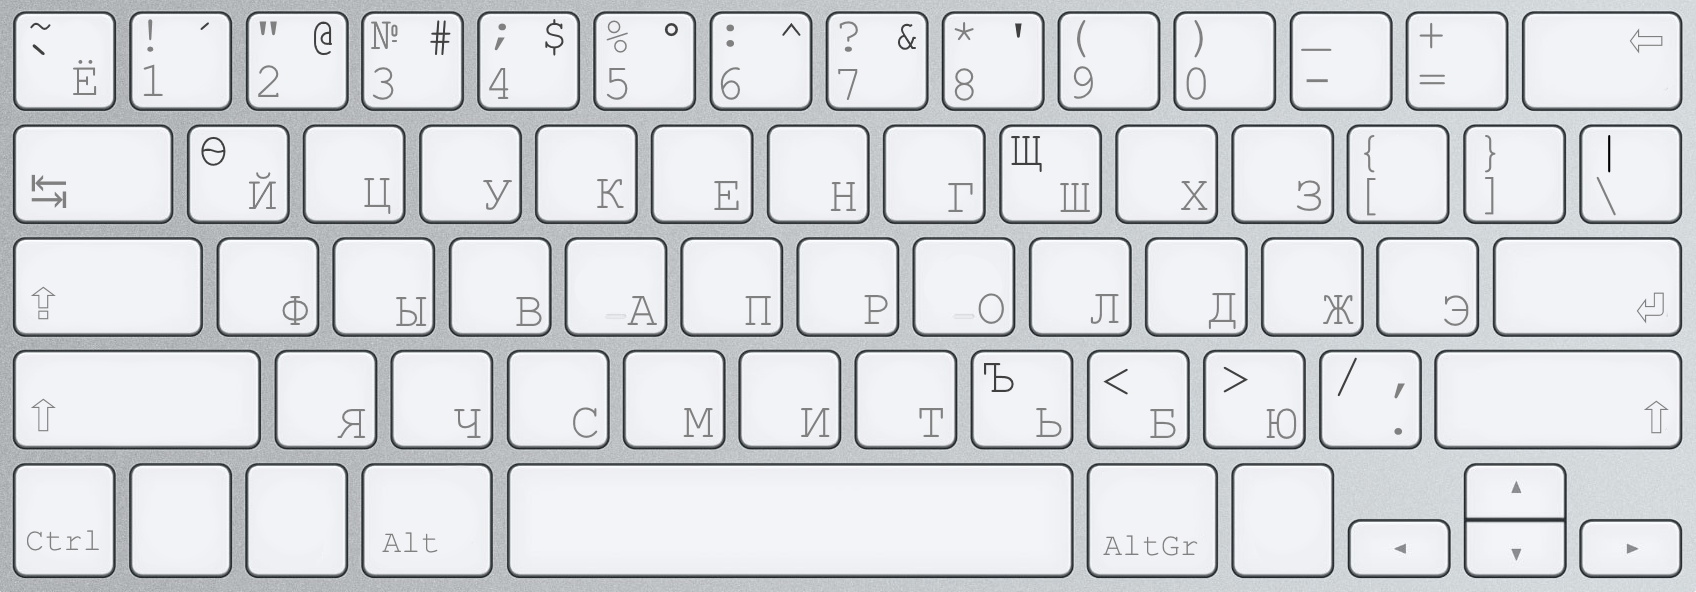 ~ ` Ё ! ´ 1 " @ 2 № # 3 ; $ 4 % ° 5 : ^ 6 ? & 7 * ' 8 ( 9 ) 0 _ - + = ⇦
↹ Ө Й Ц У К Е Н Г Щ Ш Х З { [ } ] | \
⇪ Ф Ы В А П Р О Л Д Ж Э ⏎
⇧ Я Ч С М И Т Ъ Ь < Б > Ю / , . ⇧
Ctrl Alt AltGr ◄ ▲ ▼ ►